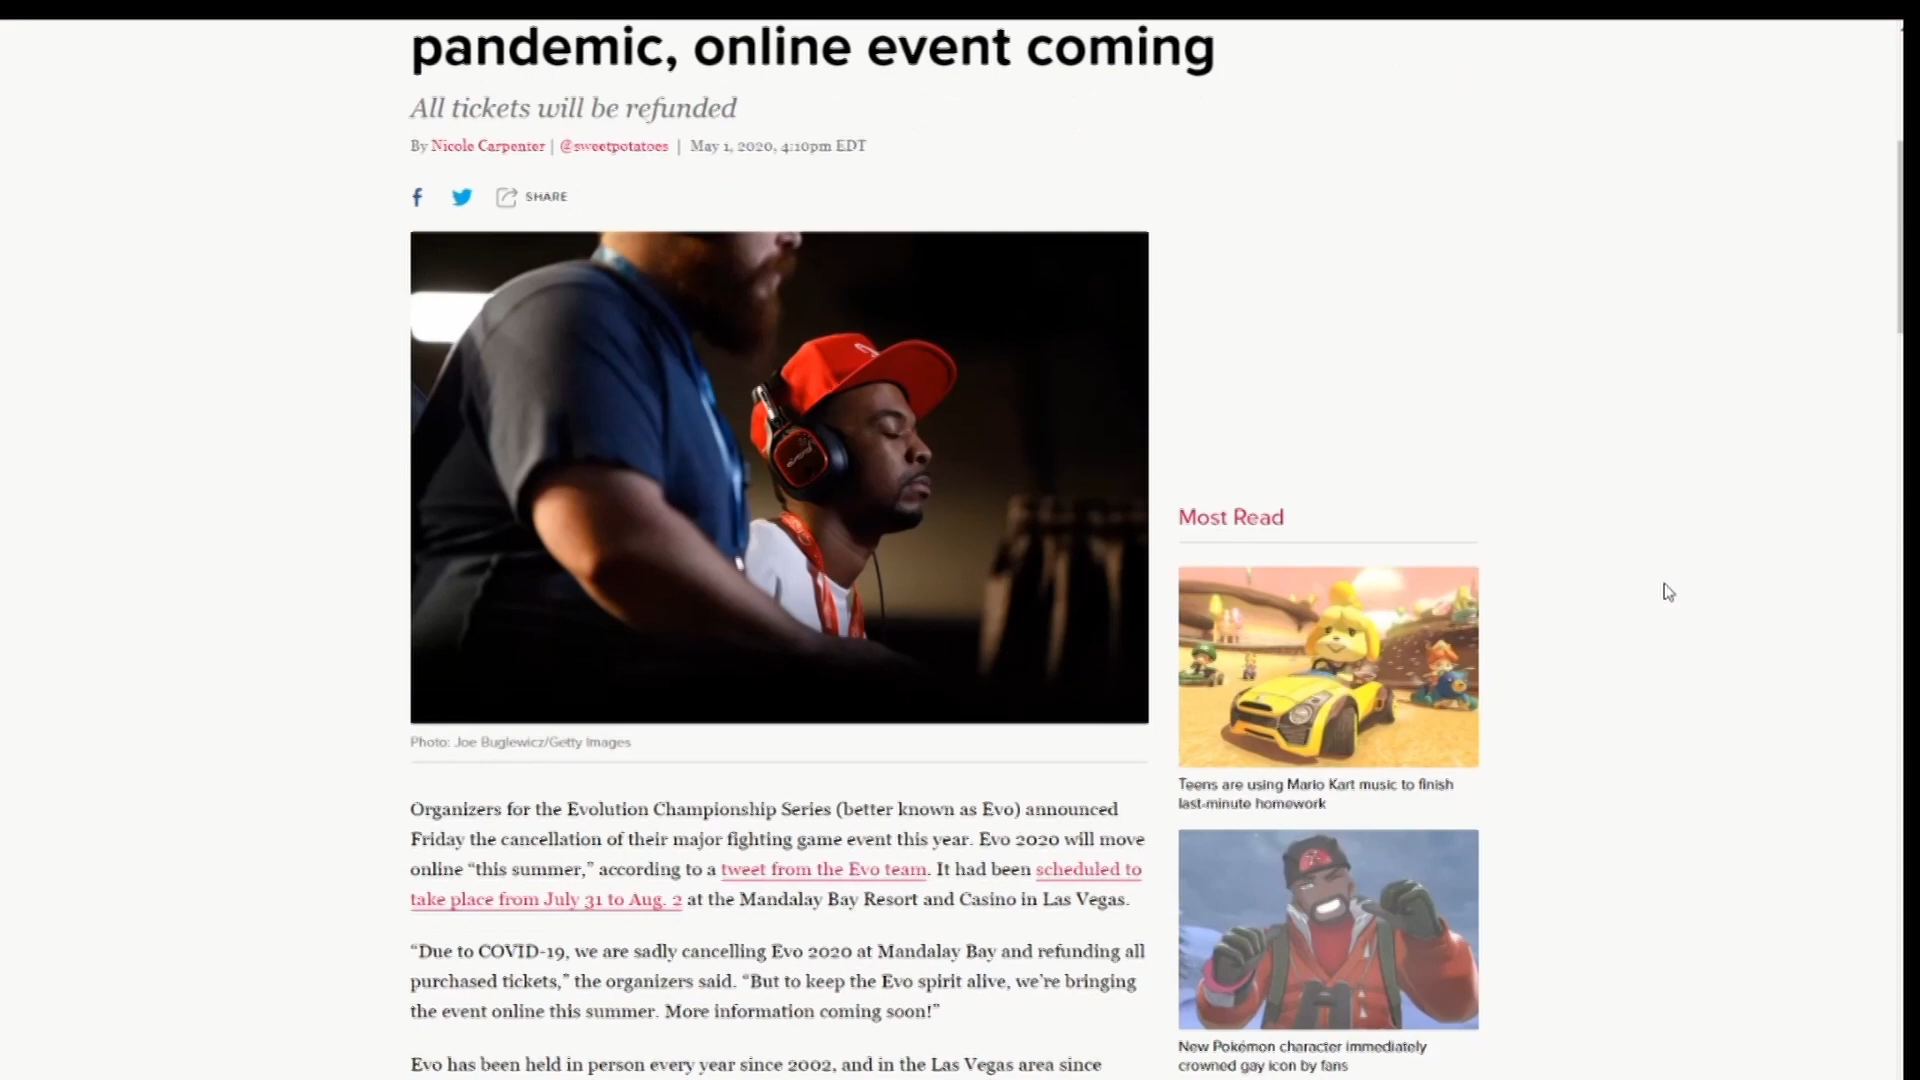 pandemic, online event coming
All tickets will be refunded
By Nicole Carpenter | @sweetpotatoes | May 1, 2020, 4:10pm EDT
SHARE
Photo: Joe Buglewicz/Getty Images
Organizers for the Evolution Championship Series (better known as Evo) announced
Friday the cancellation of their major fighting game event this year. Evo 2020 will move
online “this summer,” according to a tweet from the Evo team. It had been scheduled to
take place from July 31 to Aug. 2 at the Mandalay Bay Resort and Casino in Las Vegas.
“Due to COVID-19, we are sadly cancelling Evo 2020 at Mandalay Bay and refunding all
purchased tickets,” the organizers said. “But to keep the Evo spirit alive, we’re bringing
the event online this summer. More information coming soon!”
Evo has been held in person every year since 2002, and in the Las Vegas area since
Most Read
Teens are using Mario Kart music to finish
last-minute homework
New Pokémon character immediately
crowned gay icon by fans